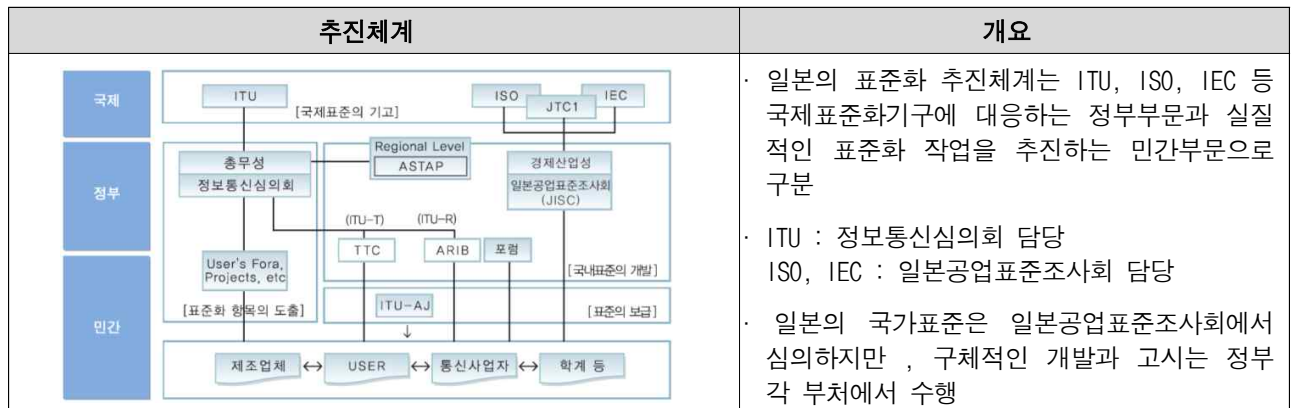 추진체계
개요
국제
ITU
[국제표준의 기고]
ISO
JTC1
IEC
정부
총무성
정보통신심의회
Regional Level
ASTAP
경제산업성
일본공업표준조사회
(JISC)
(ITU-T)
(ITU-R)
TTC
ARIB
포럼
[국내표준의 개발]
User's Fora,
Projects, etc
[표준화 항목의 도출]
민간
ITU-AJ
[표준의 보급]
↓
제조업체 ↔ USER ↔ 통신사업자 ↔ 학계 등
· 일본의 표준화 추진체계는 ITU, ISO, IEC 등
국제표준화기구에 대응하는 정부부문과 실질
적인 표준화 작업을 추진하는 민간부문으로
구분
· ITU : 정보통신심의회 담당
ISO, IEC : 일본공업표준조사회 담당
· 일본의 국가표준은 일본공업표준조사회에서
심의하지만 , 구체적인 개발과 고시는 정부
각 부처에서 수행